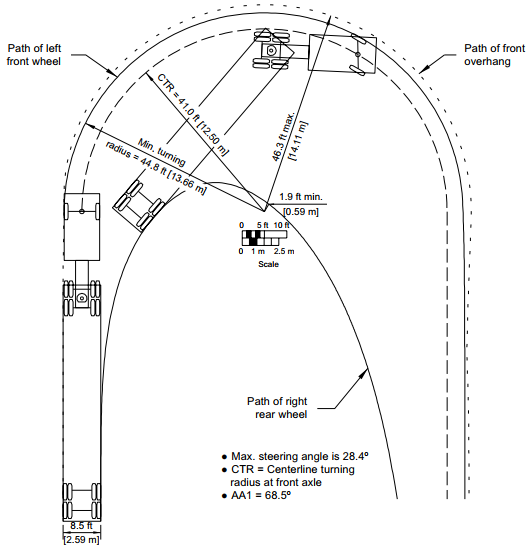 Path of left
front wheel
Path of front
overhang
CTR = 41.0 ft [12.50 m]
Min. turning
radius = 44.8 ft [13.66 m]
46.3 ft max.
[14.11 m]
1.9 ft min.
[0.59 m]
0 5 ft 10 ft
0 1 m 2.5 m
Scale
Path of right
rear wheel
● Max. steering angle is 28.4º
● CTR = Centerline turning
radius at front axle
● AA1 = 68.5º
8.5 ft
[2.59 m]